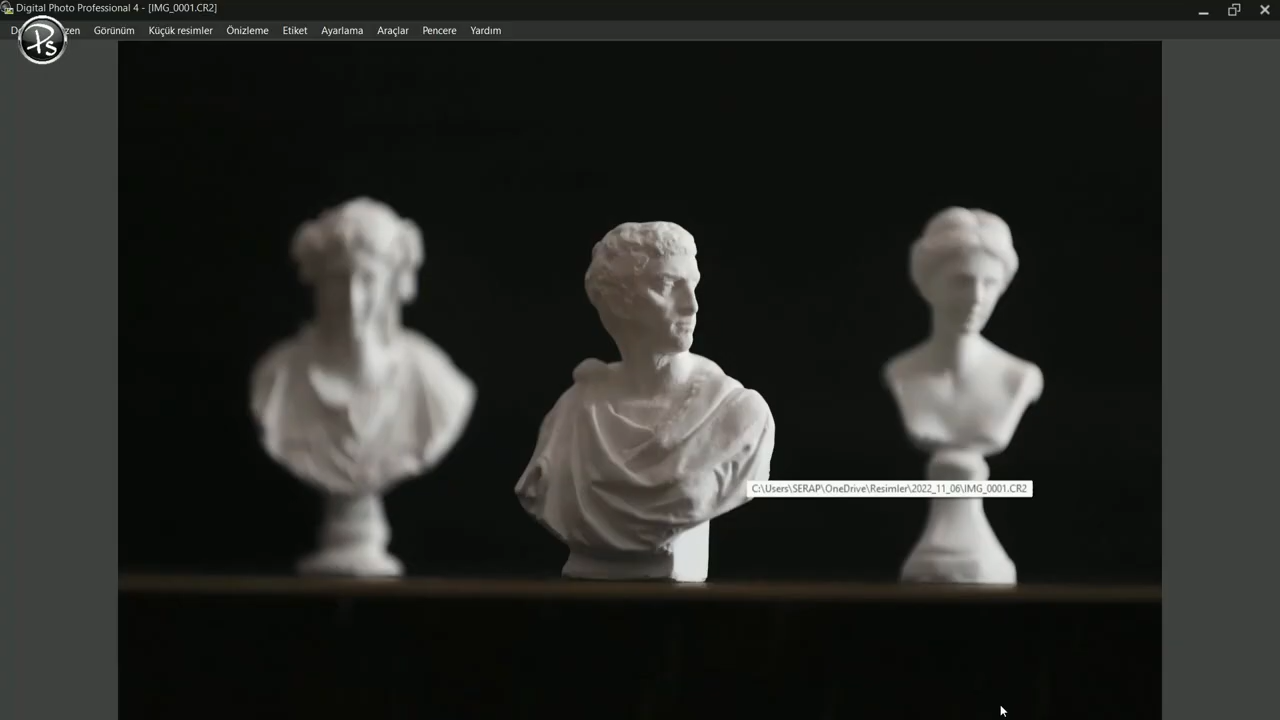 Digital Photo Professional 4 - [IMG_0001.CR2]
Ps
Görünüm Küçük resimler Önizleme Etiket Ayarlama Araçlar Pencere Yardım
C:\Users\SERAP\OneDrive\Resimler\2022_11_06\IMG_0001.CR2